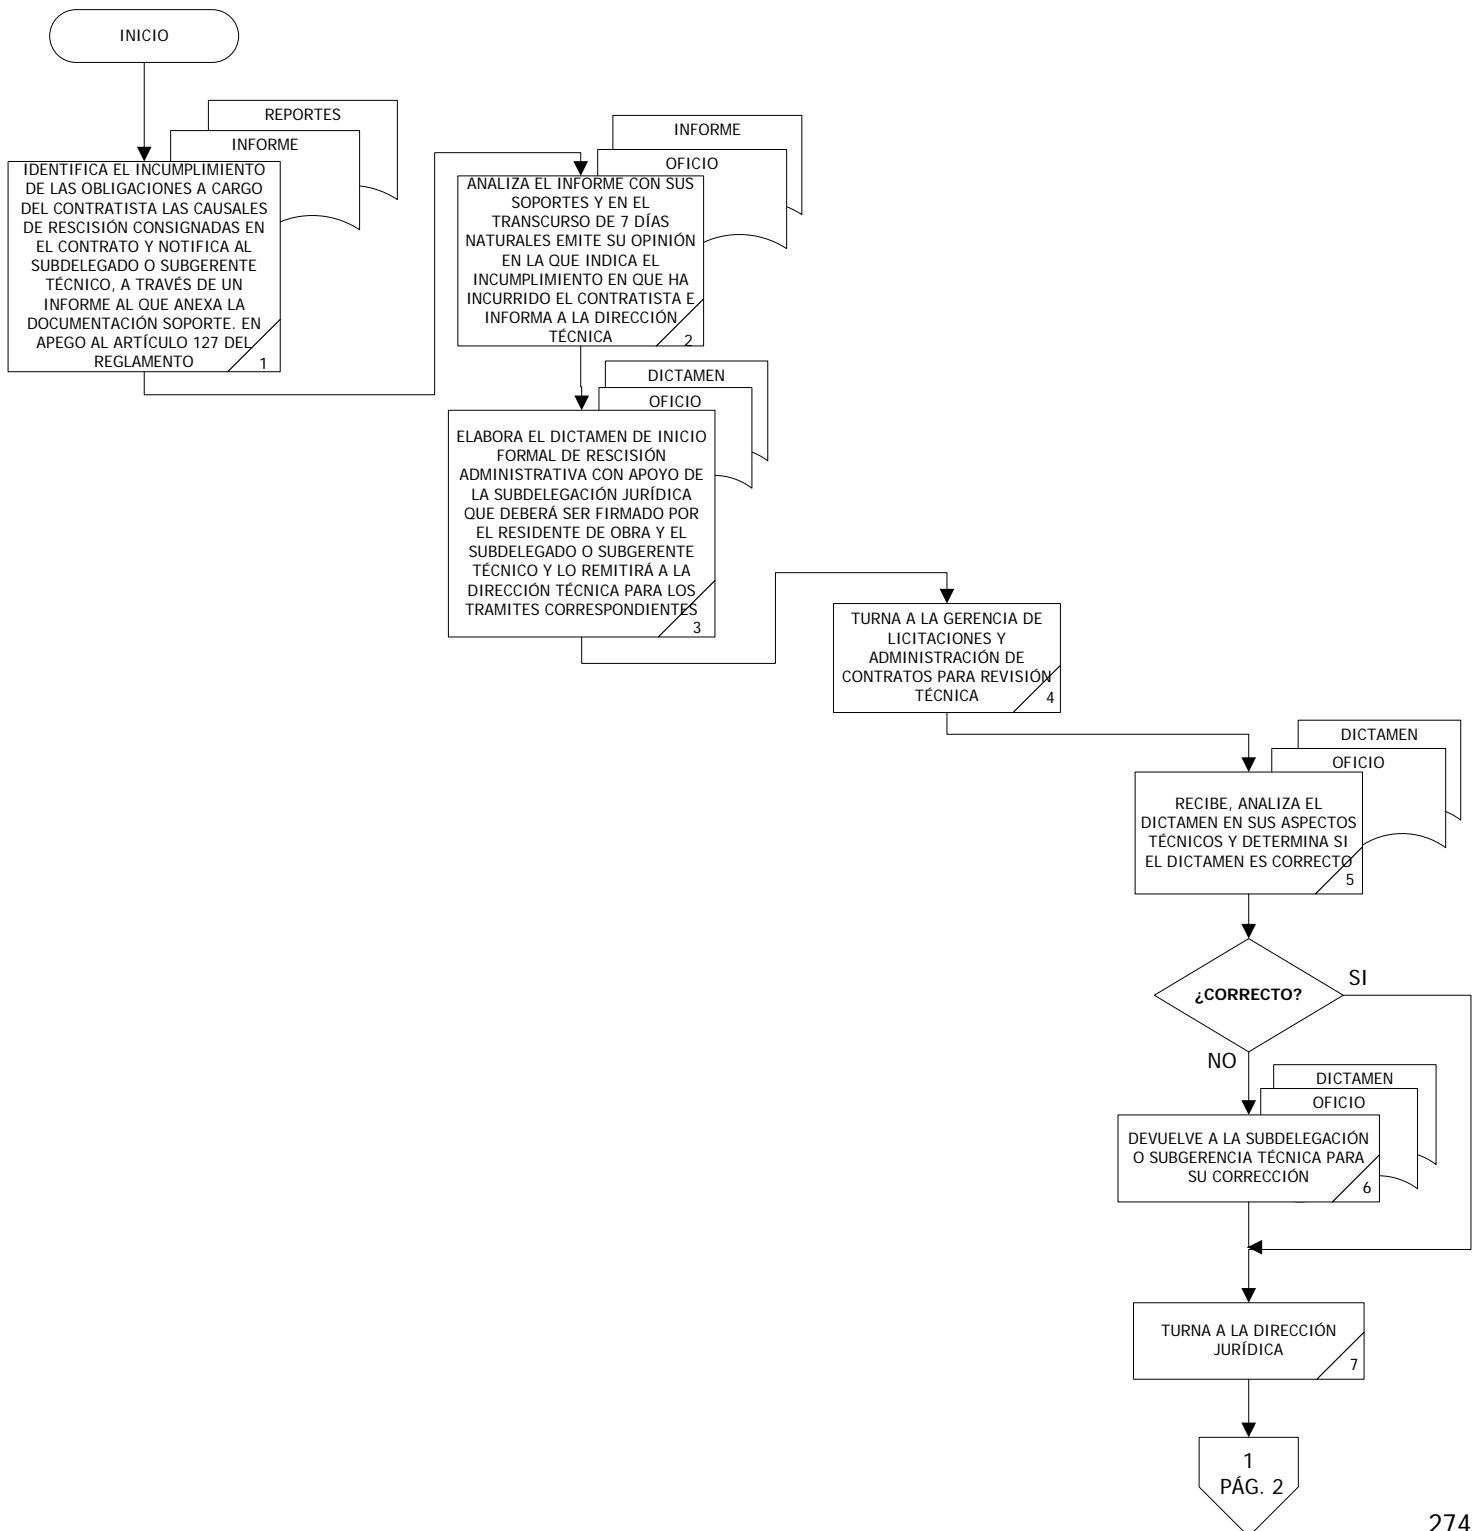 INICIO
REPORTES
INFORME
IDENTIFICA EL INCUMPLIMIENTO
DE LAS OBLIGACIONES A CARGO
DEL CONTRATISTA LAS CAUSALES
DE RESCISIÓN CONSIGNADAS EN
EL CONTRATO Y NOTIFICA AL
SUBDELEGADO O SUBGERENTE
TÉCNICO, A TRAVÉS DE UN
INFORME AL QUE ANEXA LA
DOCUMENTACIÓN SOPORTE. EN
APEGO AL ARTÍCULO 127 DEL
REGLAMENTO
1
INFORME
OFICIO
ANALIZA EL INFORME CON SUS
SOPORTES Y EN EL
TRANSCURSO DE 7 DÍAS
NATURALES EMITE SU OPINIÓN
EN LA QUE INDICA EL
INCUMPLIMIENTO EN QUE HA
INCURRIDO EL CONTRATISTA E
INFORMA A LA DIRECCIÓN
TÉCNICA
2
DICTAMEN
OFICIO
ELABORA EL DICTAMEN DE INICIO
FORMAL DE RESCISIÓN
ADMINISTRATIVA CON APOYO DE
LA SUBDELEGACIÓN JURÍDICA
QUE DEBERÁ SER FIRMADO POR
EL RESIDENTE DE OBRA Y EL
SUBDELEGADO O SUBGERENTE
TÉCNICO Y LO REMITIRÁ A LA
DIRECCIÓN TÉCNICA PARA LOS
TRAMITES CORRESPONDIENTES
3
TURNA A LA GERENCIA DE
LICITACIONES Y
ADMINISTRACIÓN DE
CONTRATOS PARA REVISIÓN
TÉCNICA
4
DICTAMEN
OFICIO
RECIBE, ANALIZA EL
DICTAMEN EN SUS ASPECTOS
TÉCNICOS Y DETERMINA SI
EL DICTAMEN ES CORRECTO
5
¿CORRECTO?
SI
NO
DICTAMEN
OFICIO
DEVUELVE A LA SUBDELEGACIÓN
O SUBGERENCIA TÉCNICA PARA
SU CORRECCIÓN
6
TURNA A LA DIRECCIÓN
JURÍDICA
7
1
PÁG. 2
274